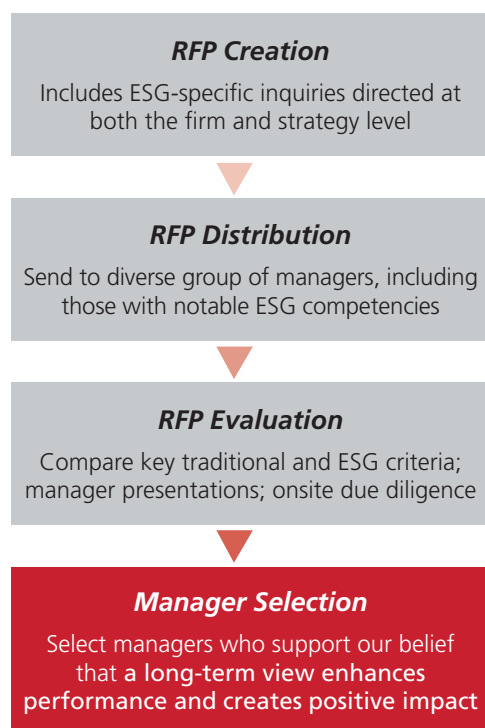 RFP Creation
Includes ESG-specific inquiries directed at
both the firm and strategy level
RFP Distribution
Send to diverse group of managers, including
those with notable ESG competencies
RFP Evaluation
Compare key traditional and ESG criteria;
manager presentations; onsite due diligence
Manager Selection
Select managers who support our belief
that a long-term view enhances
performance and creates positive impact